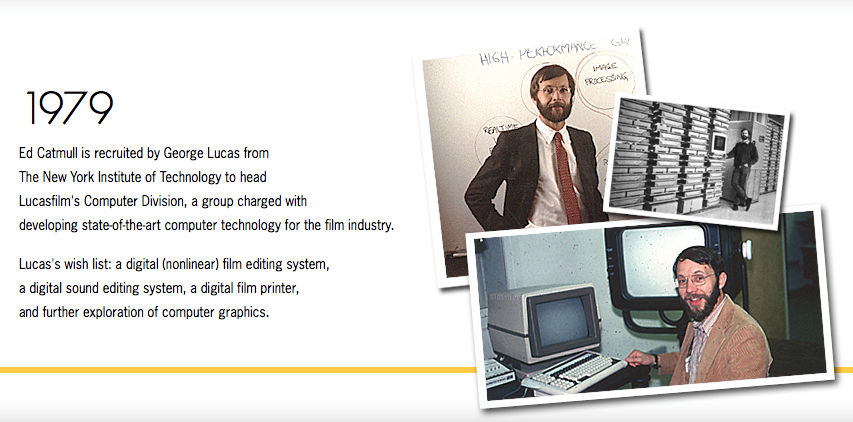 1979
Ed Catmull is recruited by George Lucas from
The New York Institute of Technology to head
Lucasfilm's Computer Division, a group charged with
developing state-of-the-art computer technology for the film industry.
Lucas's wish list: a digital (nonlinear) film editing system,
a digital sound editing system, a digital film printer,
and further exploration of computer graphics.
HIGH-PERFORMANCE
IMAGE
PROCESSING
REALTIME